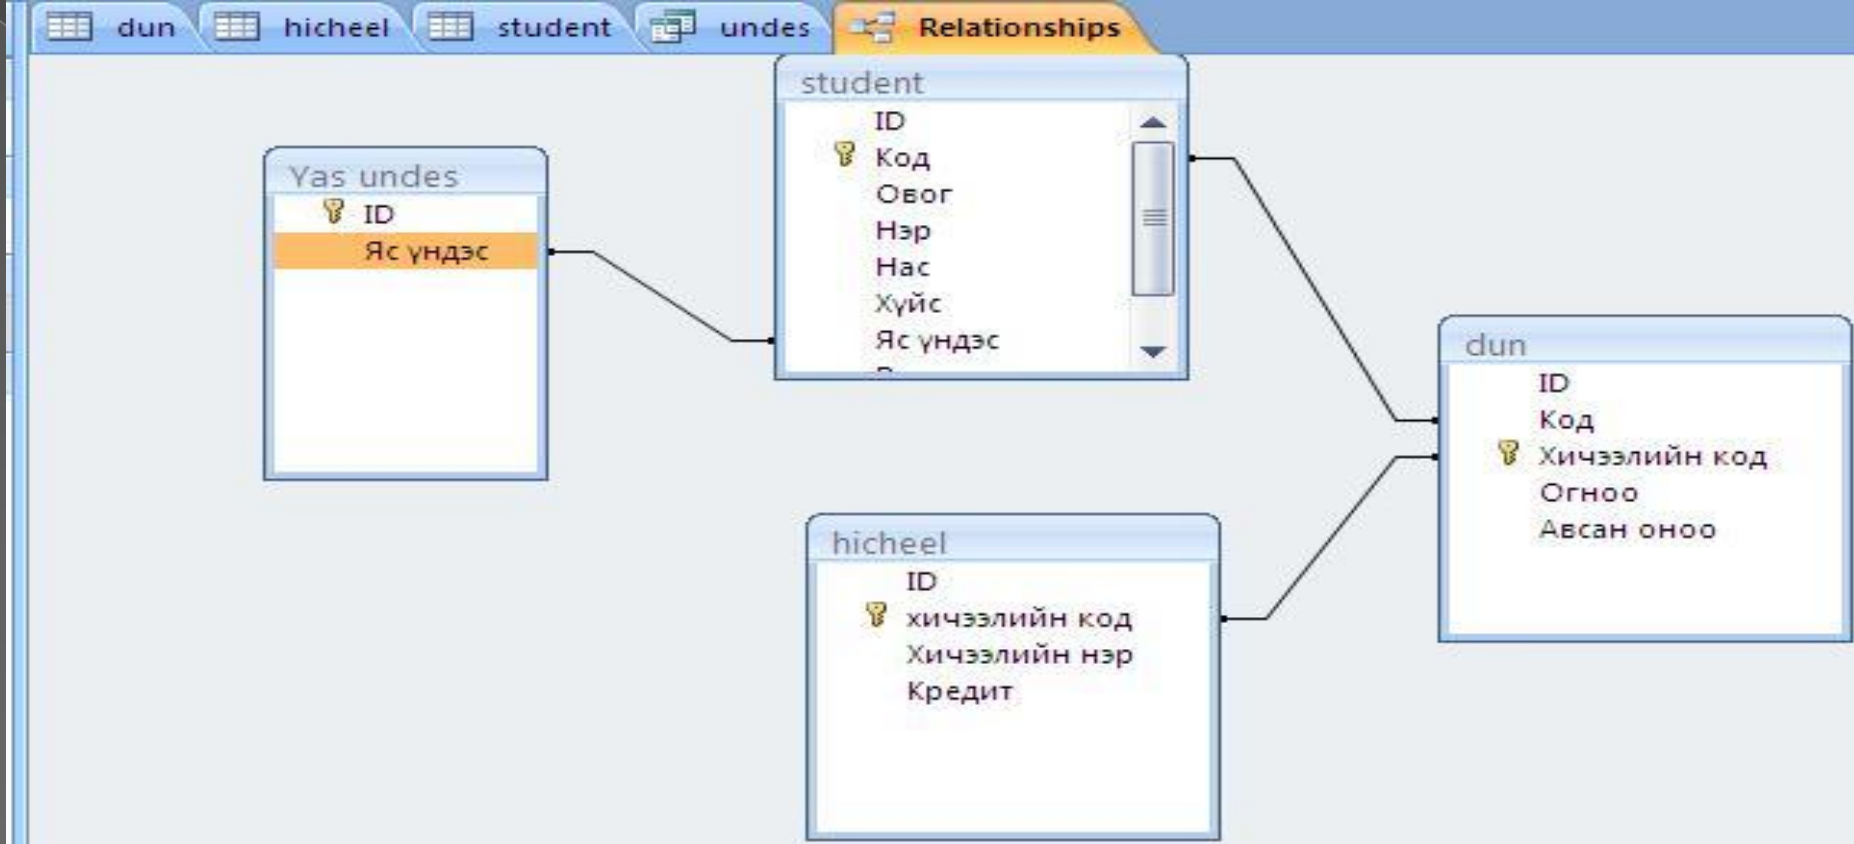 dun hicheel student undes Relationships
student
ID
Код
Овог
Нэр
Нас
Хүйс
Яс үндэс
Yas undes
ID
Яс үндэс
dun
ID
Код
Хичээлийн код
Огноо
Авсан оноо
hicheel
ID
хичээлийн код
Хичээлийн нэр
Кредит